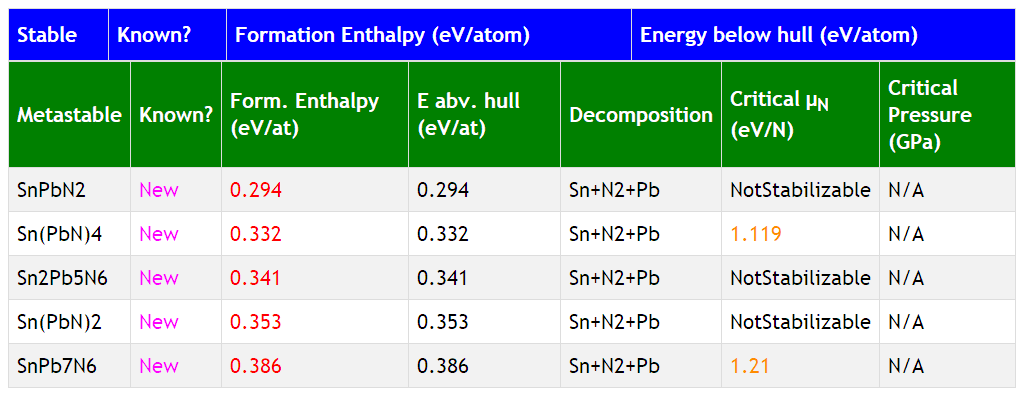 Stable Known? Formation Enthalpy (eV/atom) Energy below hull (eV/atom)
Metastable Known? Form. Enthalpy (eV/at) E abv. hull (eV/at) Decomposition Critical μN (eV/N) Critical Pressure (GPa)
SnPbN2 New 0.294 0.294 Sn+N2+Pb NotStabilizable N/A
Sn(PbN)4 New 0.332 0.332 Sn+N2+Pb 1.119 N/A
Sn2Pb5N6 New 0.341 0.341 Sn+N2+Pb NotStabilizable N/A
Sn(PbN)2 New 0.353 0.353 Sn+N2+Pb NotStabilizable N/A
SnPb7N6 New 0.386 0.386 Sn+N2+Pb 1.21 N/A